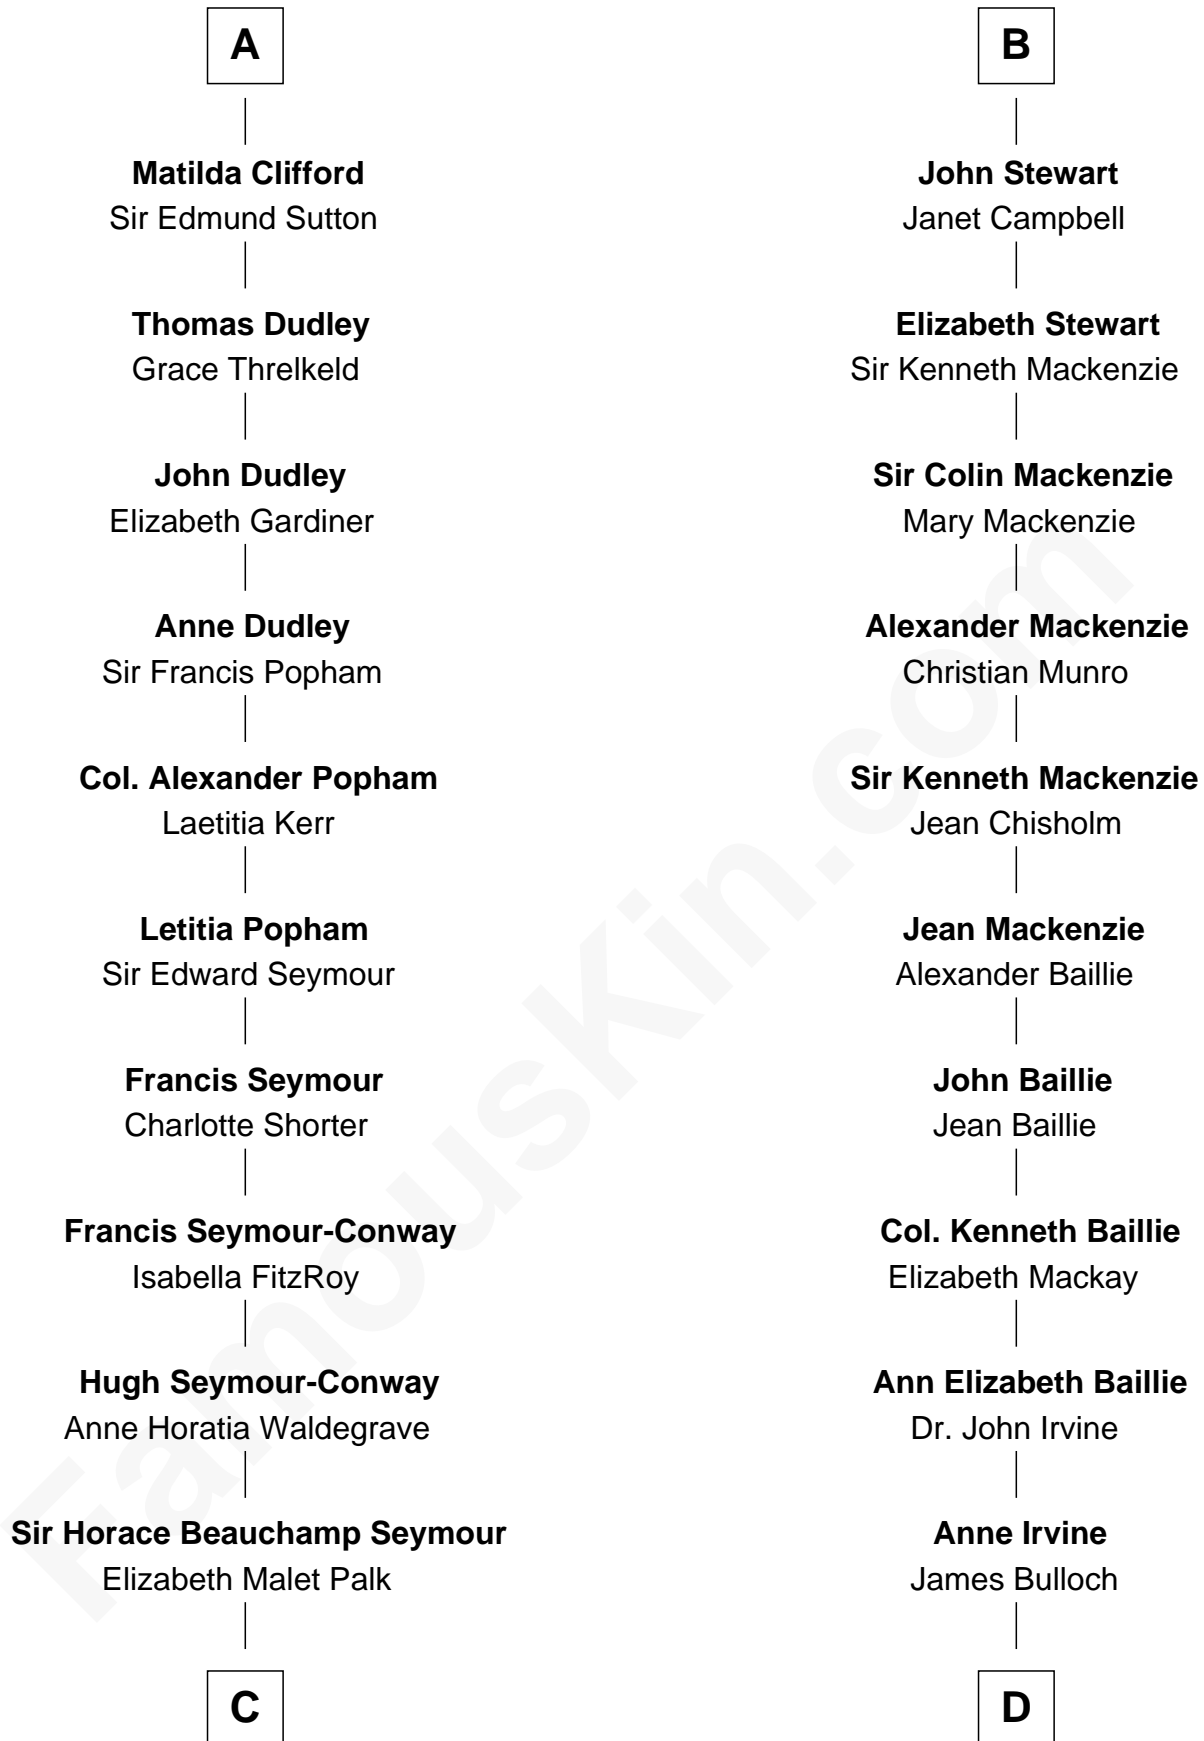 A
Matilda Clifford
Sir Edmund Sutton
Thomas Dudley
Grace Threlkeld
John Dudley
Elizabeth Gardiner
Anne Dudley
Sir Francis Popham
Col. Alexander Popham
Laetitia Kerr
Letitia Popham
Sir Edward Seymour
Francis Seymour
Charlotte Shorter
Francis Seymour-Conway
Isabella FitzRoy
Hugh Seymour-Conway
Anne Horatia Waldegrave
Sir Horace Beauchamp Seymour
Elizabeth Malet Palk
C
B
John Stewart
Janet Campbell
Elizabeth Stewart
Sir Kenneth Mackenzie
Sir Colin Mackenzie
Mary Mackenzie
Alexander Mackenzie
Christian Munro
Sir Kenneth Mackenzie
Jean Chisholm
Jean Mackenzie
Alexander Baillie
John Baillie
Jean Baillie
Col. Kenneth Baillie
Elizabeth Mackay
Ann Elizabeth Baillie
Dr. John Irvine
Anne Irvine
James Bulloch
D
FamousKin.com